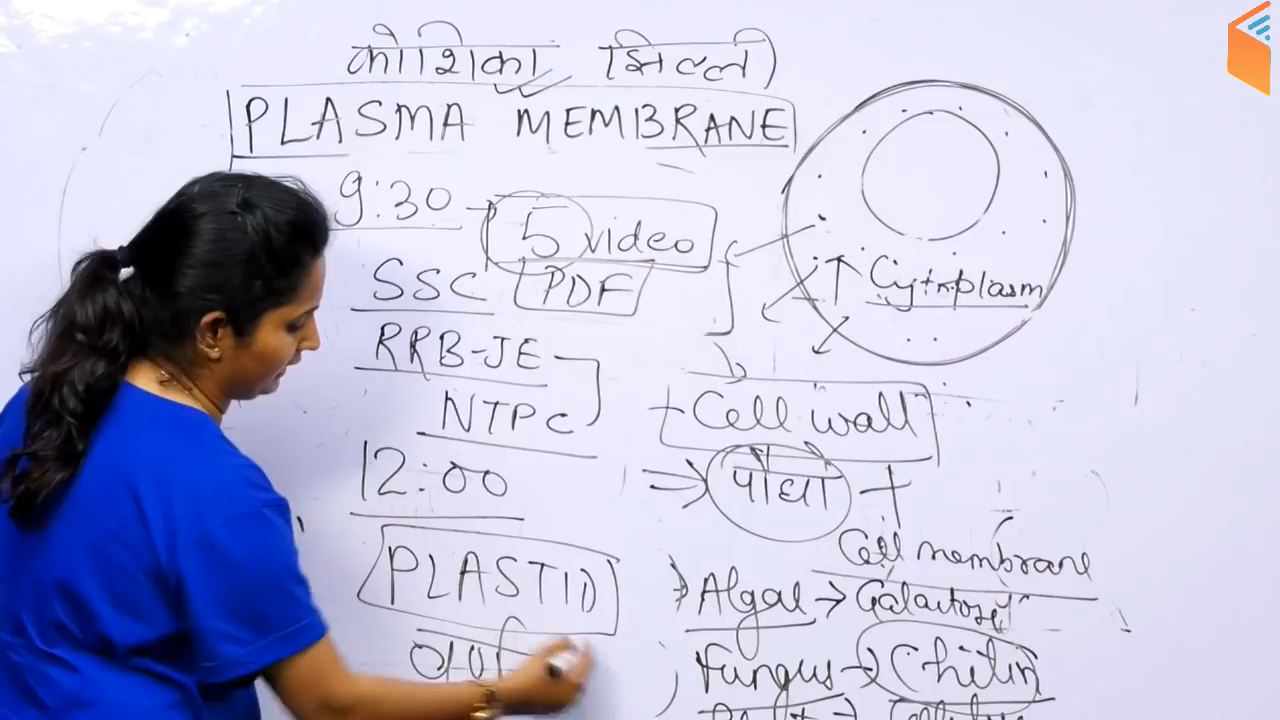 कोशिका झिल्ली)
PLASMA MEMBRANE
9:30 - 5 video
SSC PDF
RRB-JE
NTPC
12:00
PLASTID
Cytoplasm
Cell wall
⇒ पौधो +
Cell membrane
Algae → Galactose
Fungus → Chitin